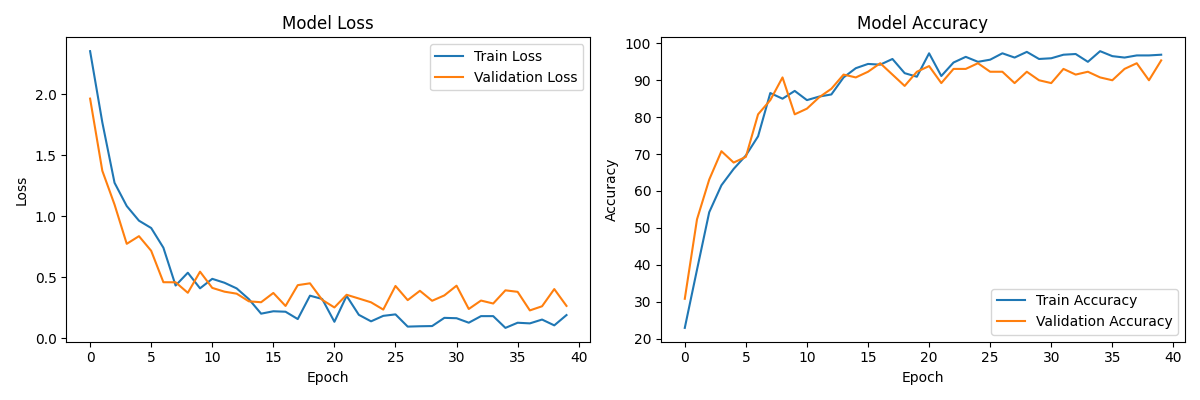 Model Loss
Train Loss
Validation Loss
2.0
1.5
1.0
0.5
0.0
Loss
0 5 10 15 20 25 30 35 40
Epoch
Model Accuracy
100
90
80
70
60
50
40
30
20
Accuracy
Train Accuracy
Validation Accuracy
0 5 10 15 20 25 30 35 40
Epoch